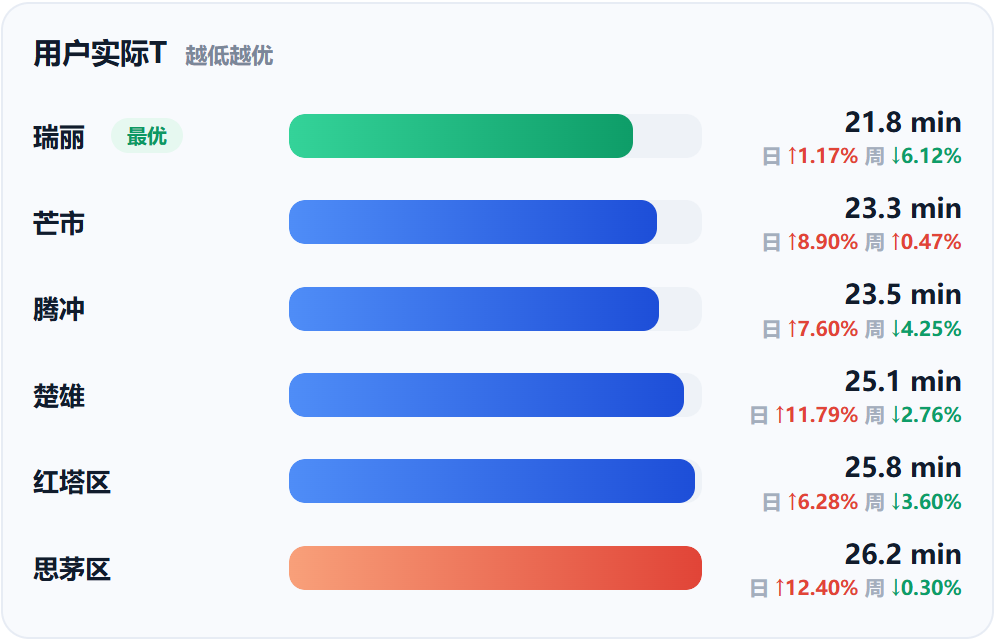 用户实际T 越低越优
瑞丽 最优 21.8 min
日 ↑1.17% 周 ↓6.12%
芒市 23.3 min
日 ↑8.90% 周 ↑0.47%
腾冲 23.5 min
日 ↑7.60% 周 ↓4.25%
楚雄 25.1 min
日 ↑11.79% 周 ↓2.76%
红塔区 25.8 min
日 ↑6.28% 周 ↓3.60%
思茅区 26.2 min
日 ↑12.40% 周 ↓0.30%